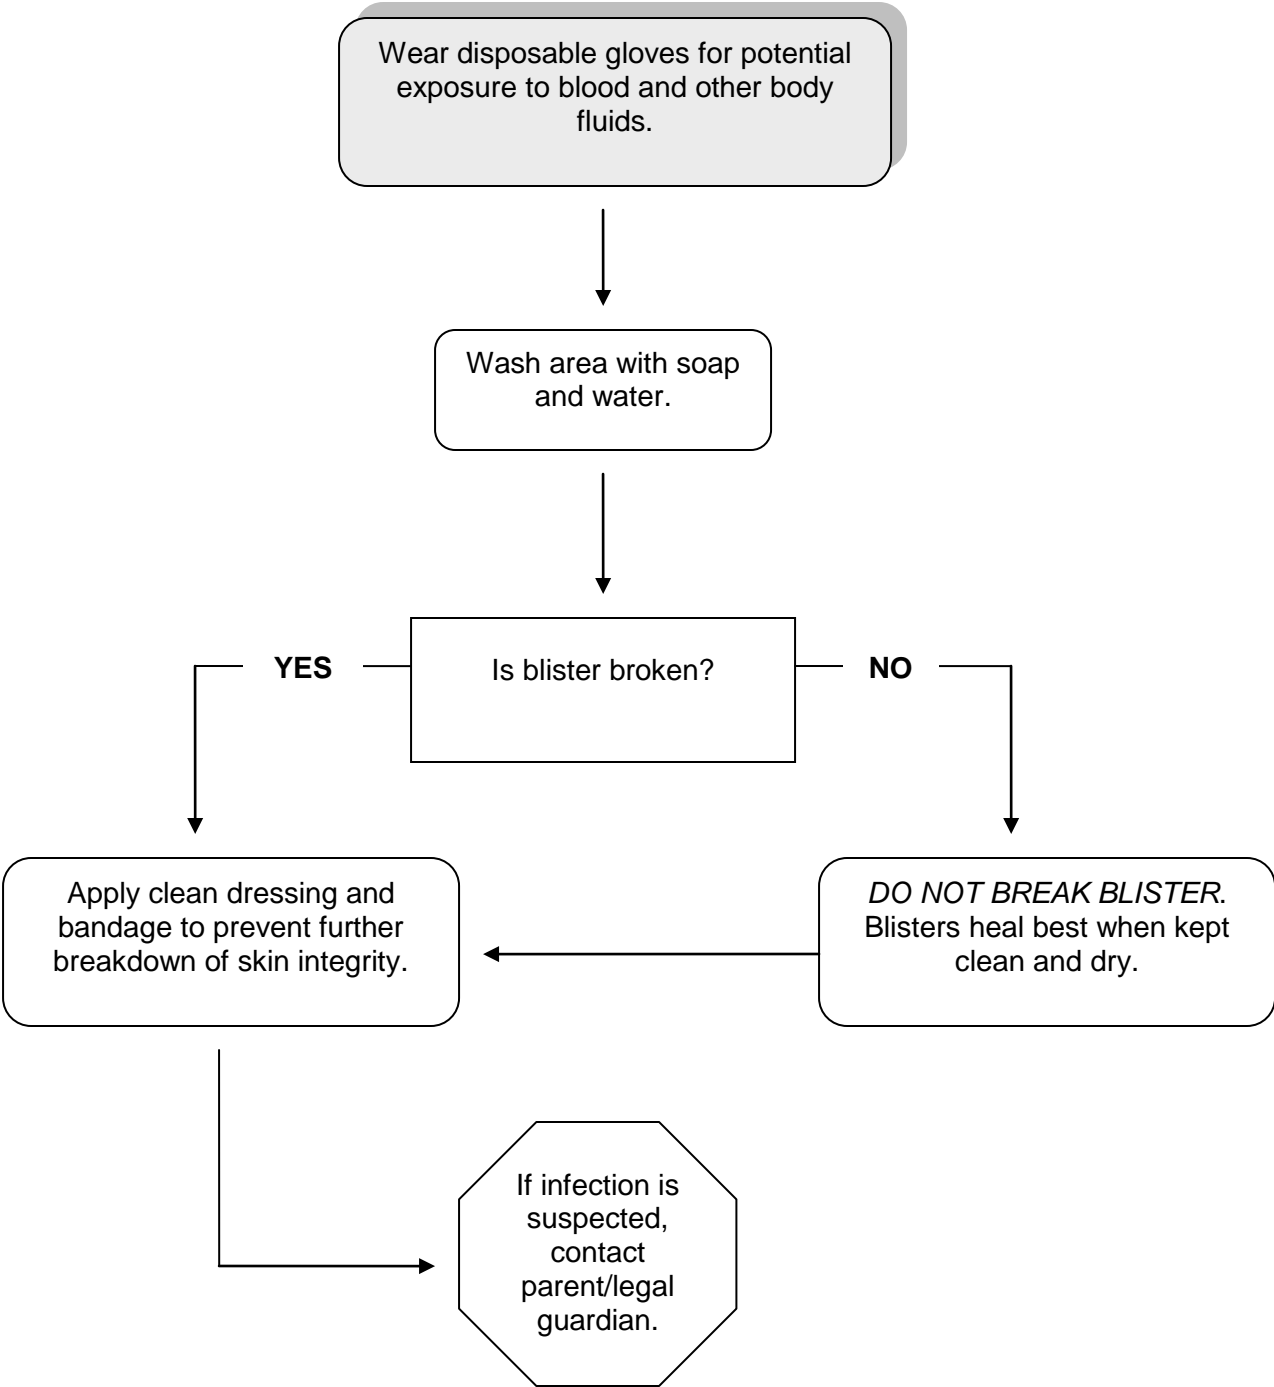 Wear disposable gloves for potential
exposure to blood and other body
fluids.
Wash area with soap
and water.
Is blister broken?
YES
NO
Apply clean dressing and
bandage to prevent further
breakdown of skin integrity.
DO NOT BREAK BLISTER.
Blisters heal best when kept
clean and dry.
If infection is
suspected,
contact
parent/legal
guardian.